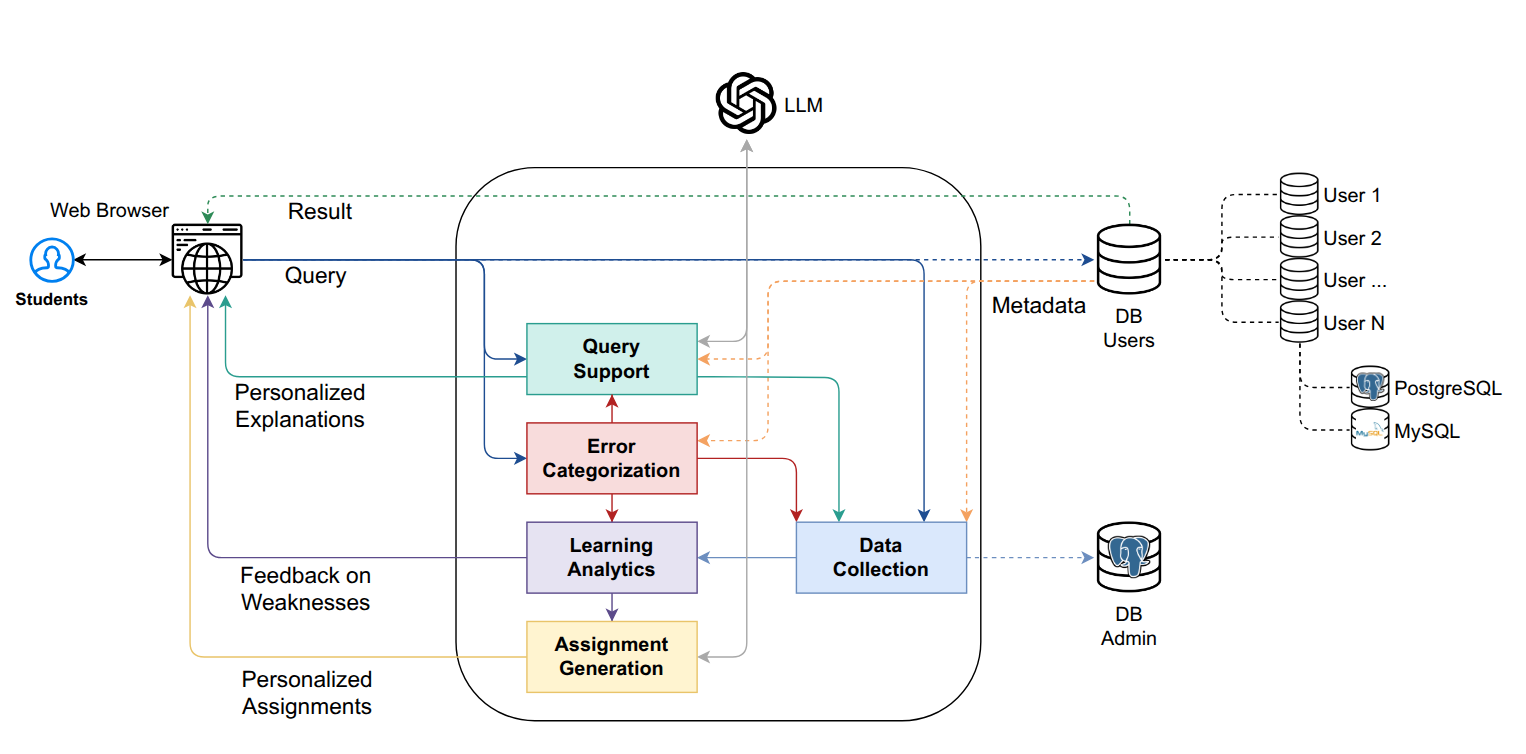 LLM
Web Browser
Result
User 1
Students
Query
User 2
User ...
User N
Metadata
DB
Users
Query
Support
Personalized
Explanations
PostgreSQL
MySQL
MySQL
Error
Categorization
Learning
Analytics
Data
Collection
Feedback on
Weaknesses
DB
Admin
Assignment
Generation
Personalized
Assignments